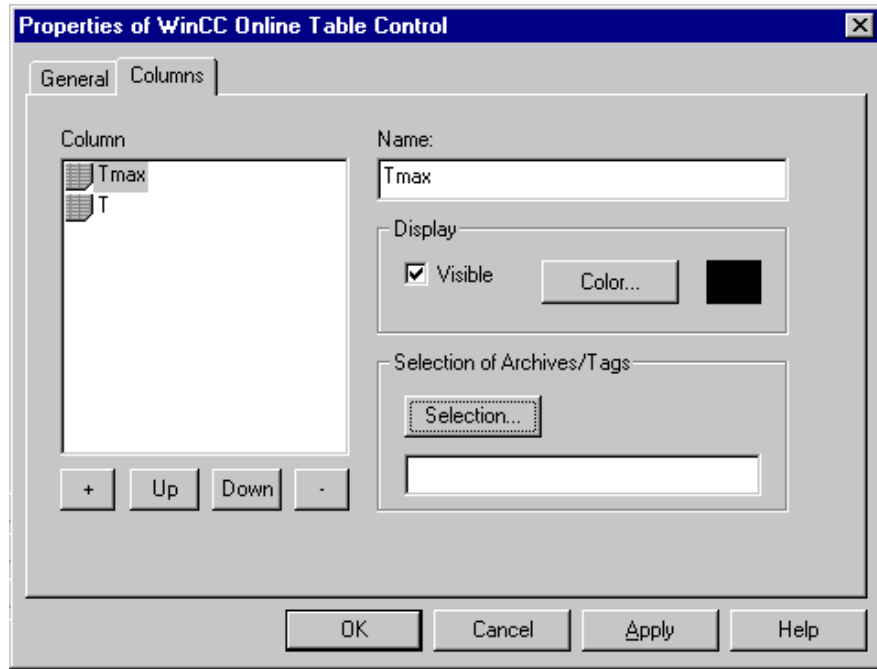 Properties of WinCC Online Table Control
General Columns
Column
Tmax
T
+ Up Down -
Name:
Tmax
Display
Visible Color...
Selection of Archives/Tags
Selection...
OK Cancel Apply Help